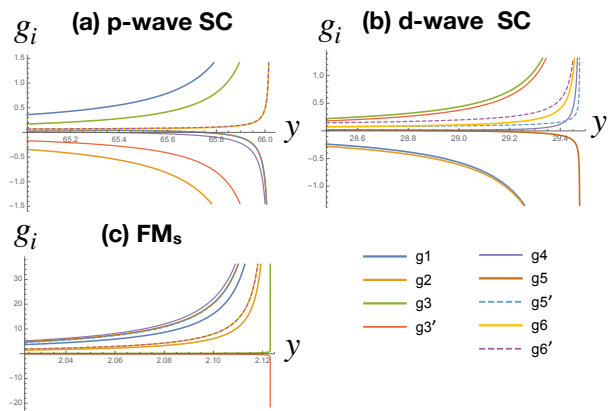 gi (a) p-wave SC
1.5
1.0
0.5
-0.5
-1.0
-1.5
65.2 65.4 65.6 65.8 66.0 y
gi (b) d-wave SC
1.0
0.5
-0.5
-1.0
28.6 28.8 29.0 29.2 29.4 y
gi (c) FMs
30
20
10
-10
-20
2.04 2.06 2.08 2.10 2.12 y
g1 g4
g2 g5
g3 g5′
g3′ g6
g6′